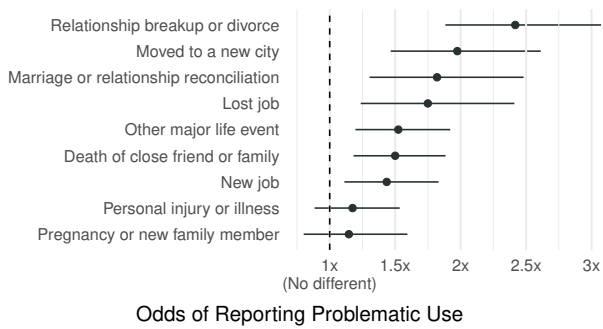 Relationship breakup or divorce
Moved to a new city
Marriage or relationship reconciliation
Lost job
Other major life event
Death of close friend or family
New job
Personal injury or illness
Pregnancy or new family member
1x 1.5x 2x 2.5x 3x
(No different)
Odds of Reporting Problematic Use